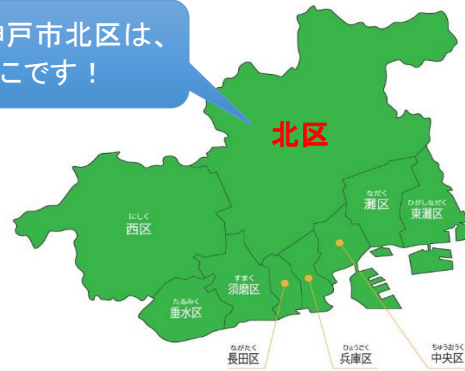 戸市北区は、
こです！
北区
なだく
灘区
ひがしなだく
東灘区
にしく
西区
すまく
須磨区
たるみく
垂水区
ながたく
長田区
ひょうごく
兵庫区
ちゅうおうく
中央区